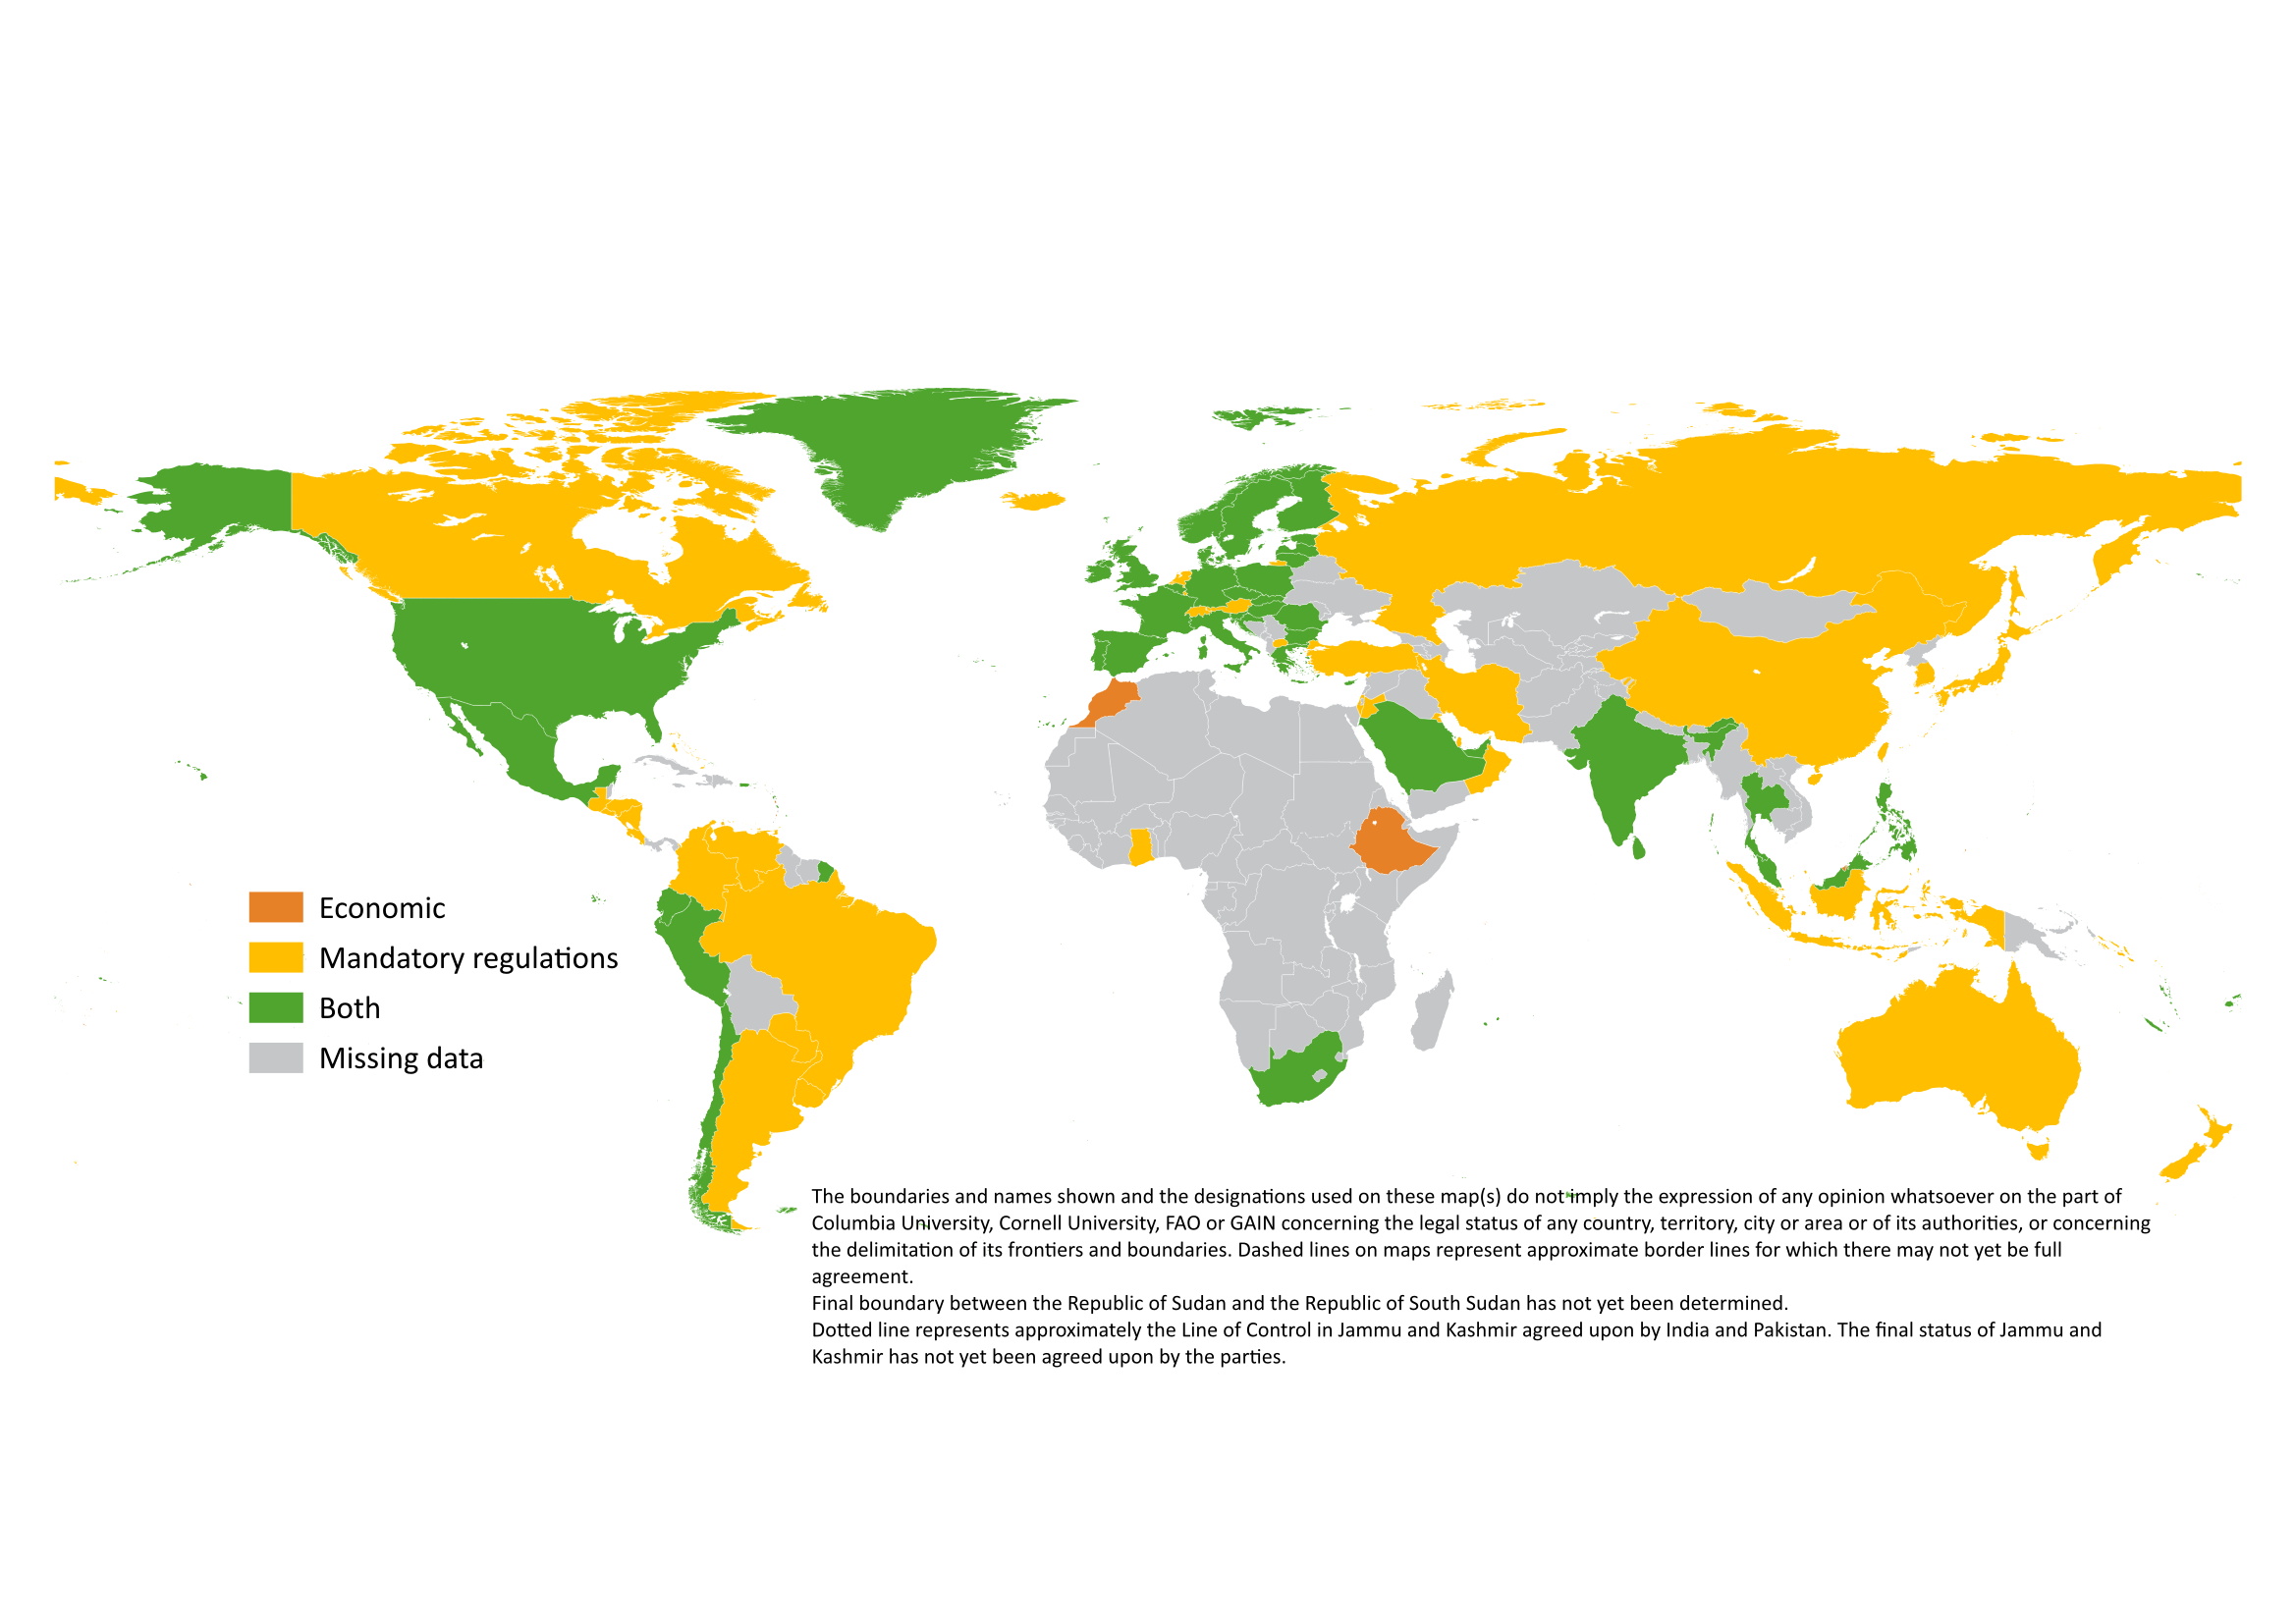 Economic
Mandatory regulations
Both
Missing data
The boundaries and names shown and the designations used on these map(s) do not imply the expression of any opinion whatsoever on the part of
Columbia University, Cornell University, FAO or GAIN concerning the legal status of any country, territory, city or area or of its authorities, or concerning
the delimitation of its frontiers and boundaries. Dashed lines on maps represent approximate border lines for which there may not yet be full
agreement.
Final boundary between the Republic of Sudan and the Republic of South Sudan has not yet been determined.
Dotted line represents approximately the Line of Control in Jammu and Kashmir agreed upon by India and Pakistan. The final status of Jammu and
Kashmir has not yet been agreed upon by the parties.